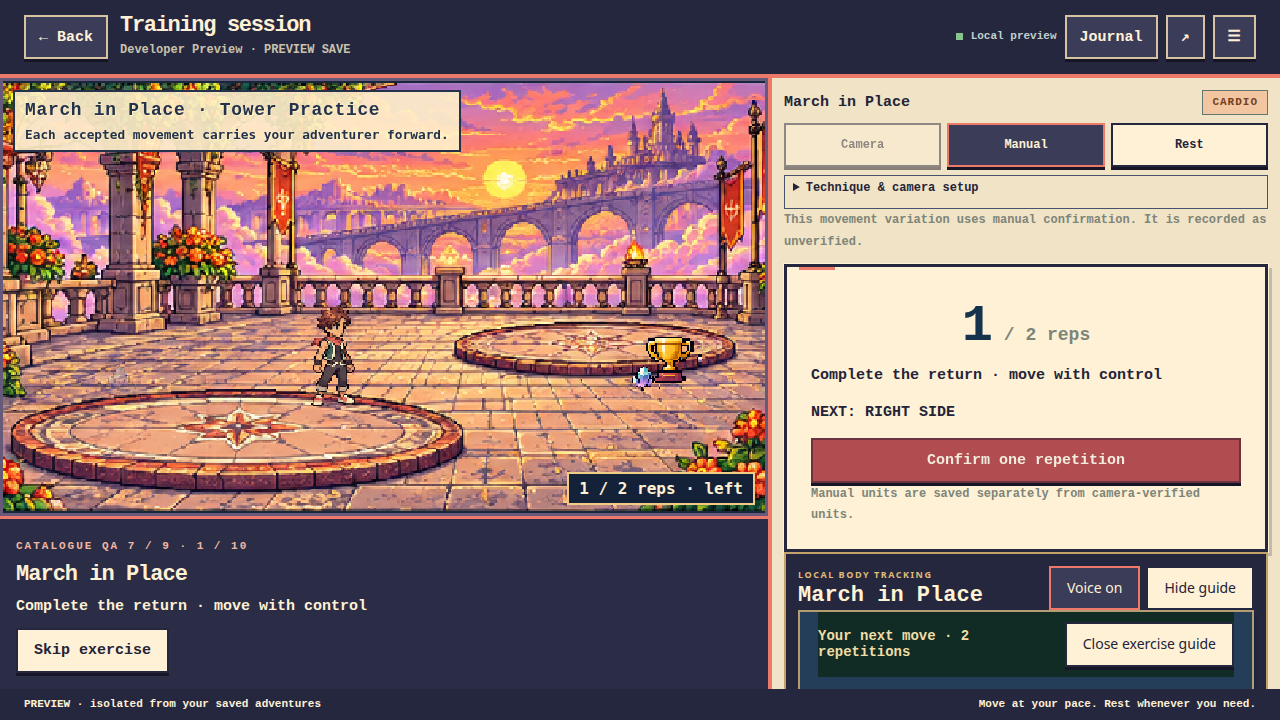 ← Back
Training session
Developer Preview · PREVIEW SAVE
Local preview
Journal
↗
☰
March in Place · Tower Practice
Each accepted movement carries your adventurer forward.
1 / 2 reps · left
CATALOGUE QA 7 / 9 · 1 / 10
March in Place
Complete the return · move with control
Skip exercise
March in Place
CARDIO
Camera
Manual
Rest
Technique & camera setup
This movement variation uses manual confirmation. It is recorded as
unverified.
1 / 2 reps
Complete the return · move with control
NEXT: RIGHT SIDE
Confirm one repetition
Manual units are saved separately from camera-verified
units.
LOCAL BODY TRACKING
March in Place
Voice on
Hide guide
Your next move · 2
repetitions
Close exercise guide
PREVIEW · isolated from your saved adventures
Move at your pace. Rest whenever you need.